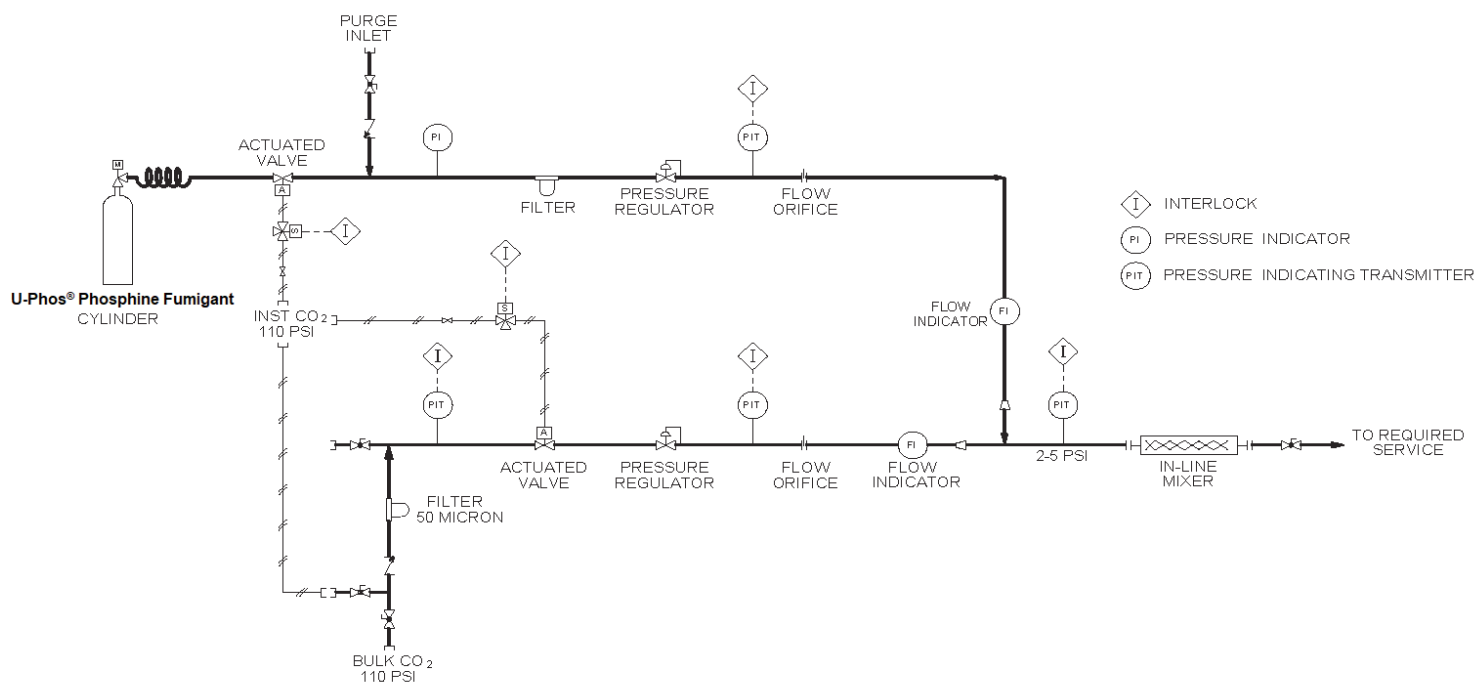 PURGE
INLET
I
PI
PIT
M
ACTUATED
VALVE
A
FILTER
PRESSURE
REGULATOR
FLOW
ORIFICE
S
I
I
INTERLOCK
PI
PRESSURE INDICATOR
PIT
PRESSURE INDICATING TRANSMITTER
U-Phos® Phosphine Fumigant
CYLINDER
I
S
INST CO₂
110 PSI
FLOW
INDICATOR
FI
I
PIT
I
PIT
I
PIT
A
ACTUATED
VALVE
PRESSURE
REGULATOR
FLOW
ORIFICE
FI
FLOW
INDICATOR
2-5 PSI
IN-LINE
MIXER
TO REQUIRED
SERVICE
FILTER
50 MICRON
BULK CO₂
110 PSI